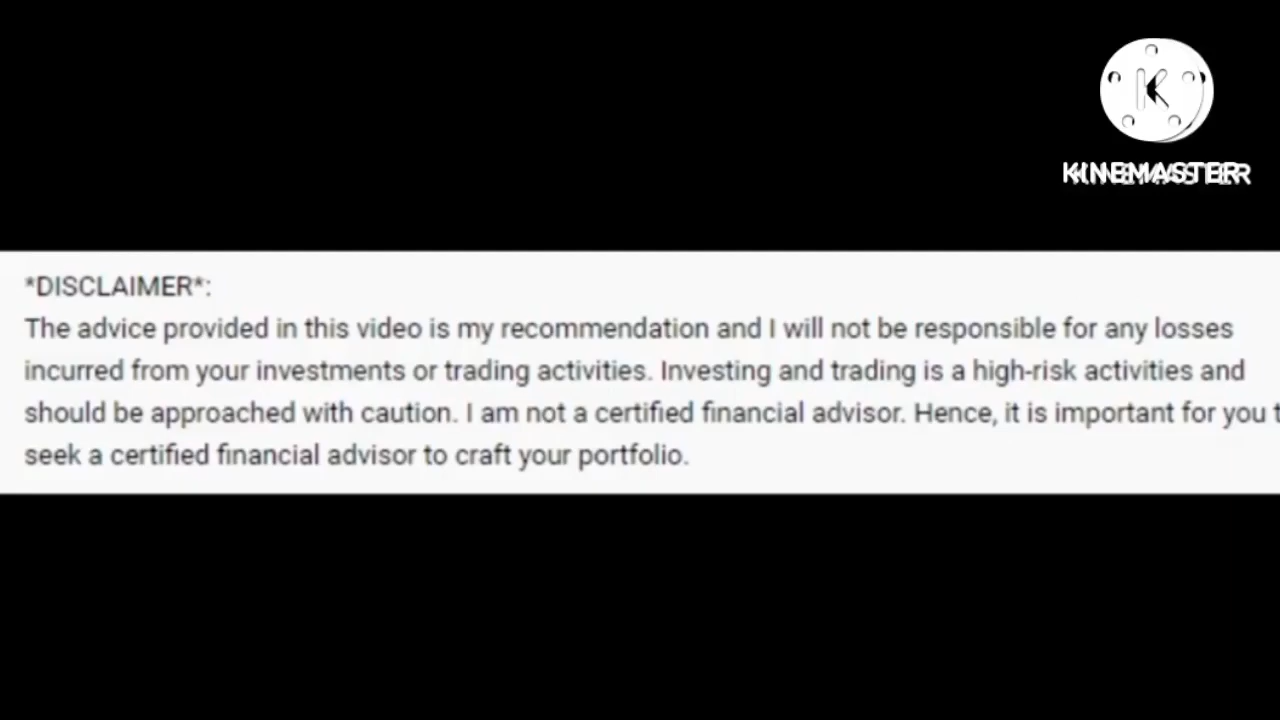 KINEMASTER
*DISCLAIMER*:
The advice provided in this video is my recommendation and I will not be responsible for any losses
incurred from your investments or trading activities. Investing and trading is a high-risk activities and
should be approached with caution. I am not a certified financial advisor. Hence, it is important for you t
seek a certified financial advisor to craft your portfolio.